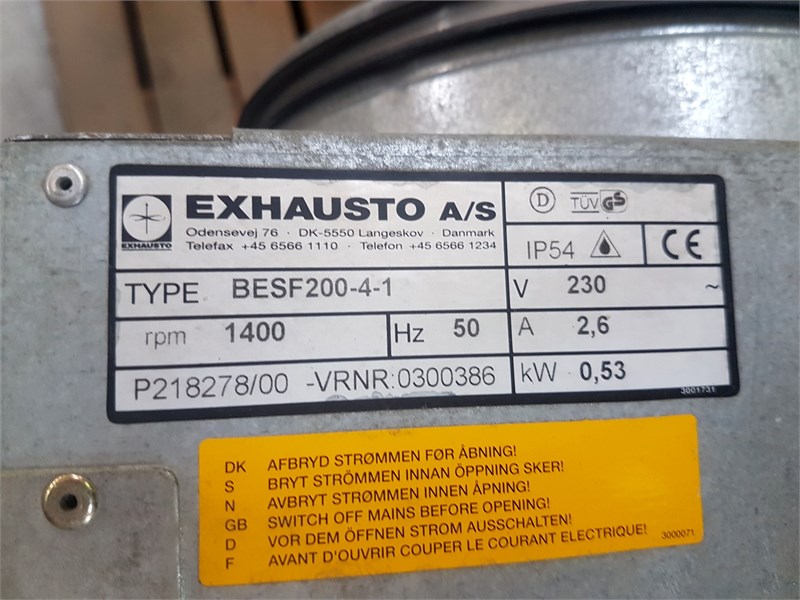 EXHAUSTO
EXHAUSTO A/S
Odensevej 76 · DK-5550 Langeskov · Danmark
Telefax +45 6566 1110 · Telefon +45 6566 1234
D TÜV GS
IP54 CE
TYPE BESF200-4-1
V 230 ~
rpm 1400 Hz 50
A 2,6
P218278/00 -VRNR:0300386
kW 0,53
3001731
DK AFBRYD STRØMMEN FØR ÅBNING!
S BRYT STRÖMMEN INNAN ÖPPNING SKER!
N AVBRYT STRØMMEN INNEN ÅPNING!
GB SWITCH OFF MAINS BEFORE OPENING!
D VOR DEM ÖFFNEN STROM AUSSCHALTEN!
F AVANT D'OUVRIR COUPER LE COURANT ELECTRIQUE!
3000071